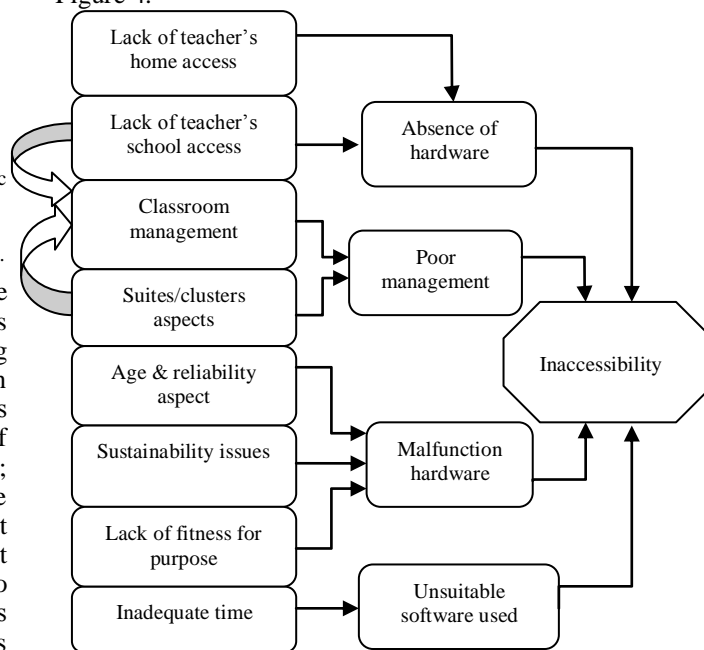 Figure 4.
Lack of teacher's
home access
Lack of teacher's
school access
Absence of
hardware
c
Classroom
management
.
Poor
management
e
s
g
n
s
f
;
e
t
t
o
s
s
Suites/clusters
aspects
Inaccessibility
Age & reliability
aspect
Sustainability issues
Malfunction
hardware
Lack of fitness for
purpose
Inadequate time
Unsuitable
software used